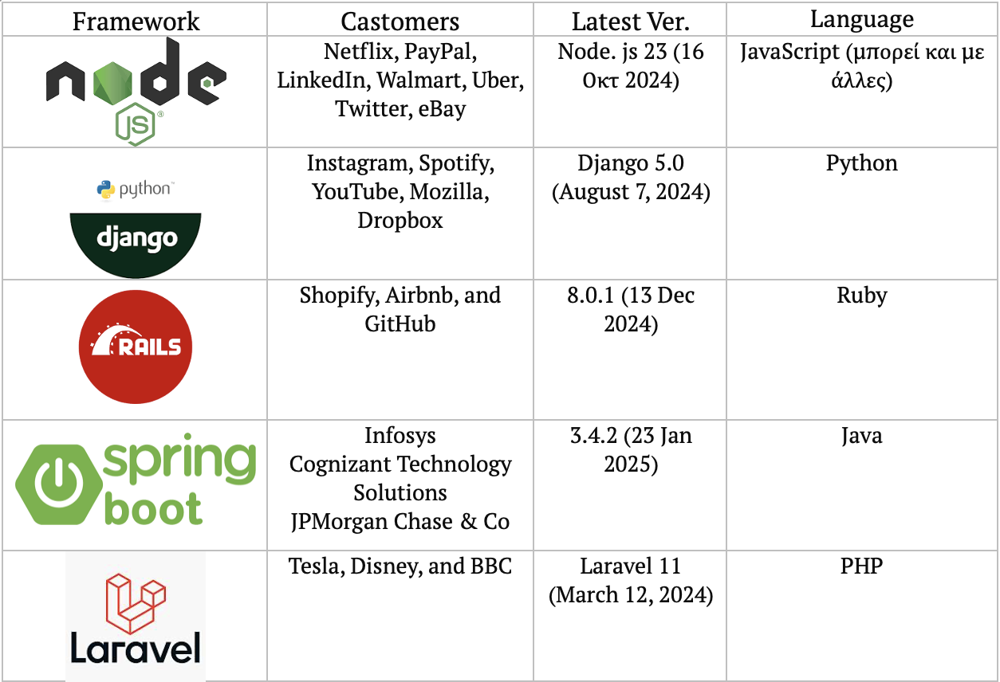 Framework
Castomers
Latest Ver.
Language
node
JS®
Netflix, PayPal,
LinkedIn, Walmart, Uber,
Twitter, eBay
Node. js 23 (16
Οκτ 2024)
JavaScript (μπορεί και με
άλλες)
python™
django
Instagram, Spotify,
YouTube, Mozilla,
Dropbox
Django 5.0
(August 7, 2024)
Python
RAILS
Shopify, Airbnb, and
GitHub
8.0.1 (13 Dec
2024)
Ruby
spring
boot
Infosys
Cognizant Technology
Solutions
JPMorgan Chase & Co
3.4.2 (23 Jan
2025)
Java
Laravel
Tesla, Disney, and BBC
Laravel 11
(March 12, 2024)
PHP